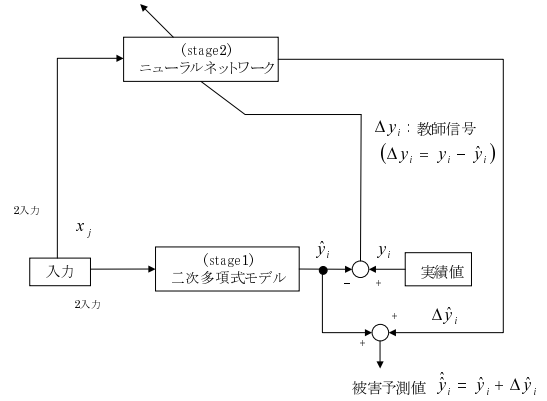 (stage2)
ニューラルネットワーク
Δy_i：教師信号
(Δy_i = y_i − ŷ_i)
2入力
x_j
入力
2入力
(stage1)
二次多項式モデル
ŷ_i
y_i
実績値
−
+
Δŷ_i
+
+
被害予測値 ŷ̂_i = ŷ_i + Δŷ_i